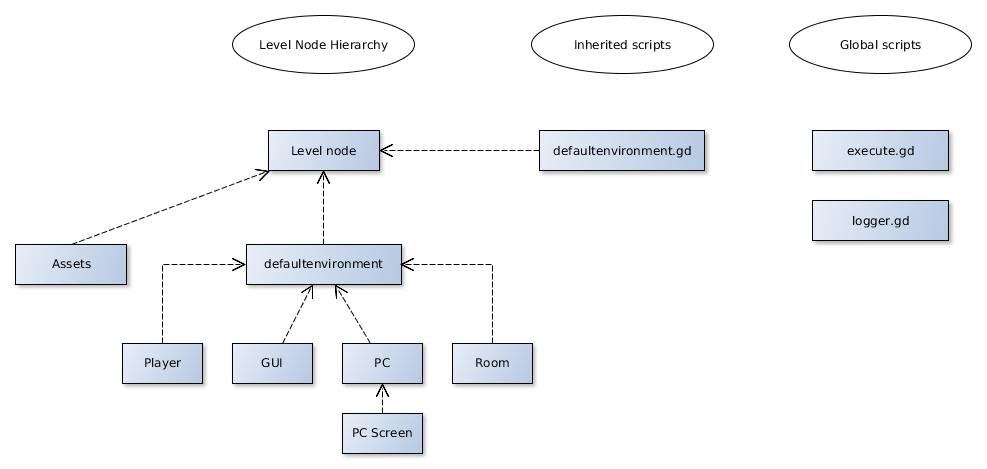 Level Node Hierarchy
Inherited scripts
Global scripts
Level node
defaultenvironment.gd
execute.gd
logger.gd
Assets
defaultenvironment
Player
GUI
PC
Room
PC Screen